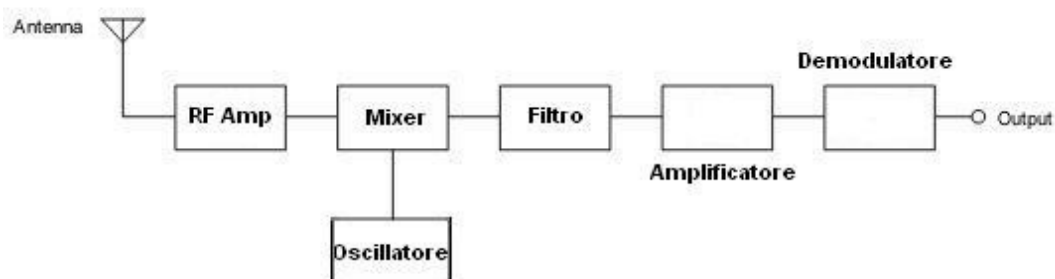 Antenna
Demodulatore
RF Amp
Mixer
Filtro
Output
Amplificatore
Oscillatore